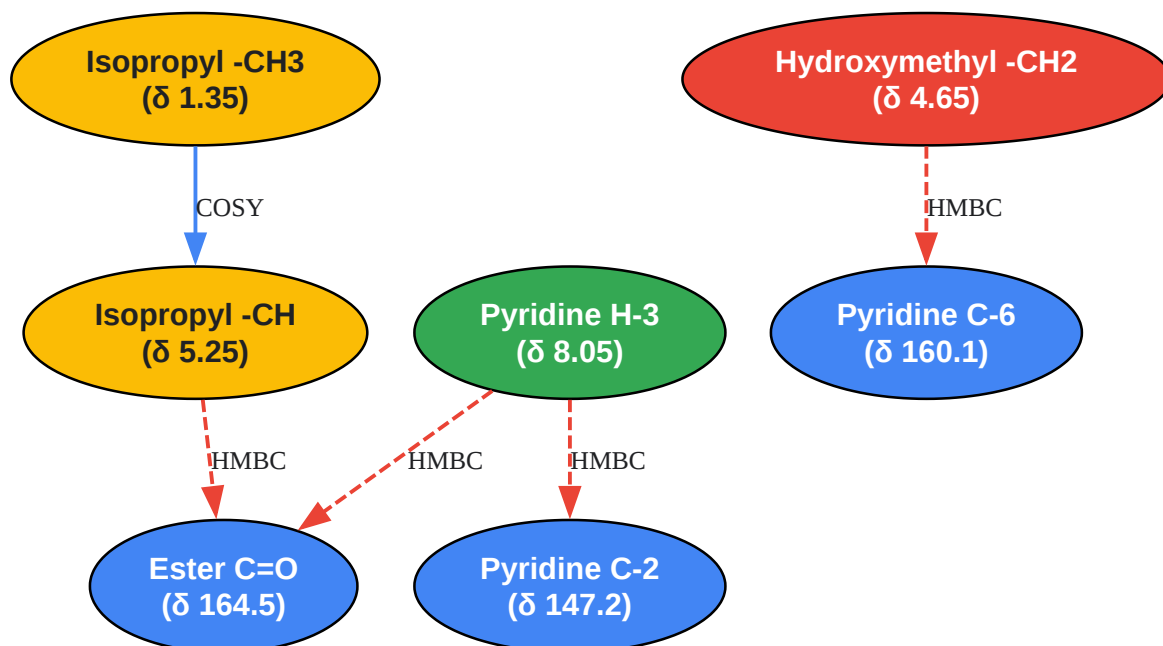 Isopropyl -CH3
(δ 1.35)
Hydroxymethyl -CH2
(δ 4.65)
COSY
HMBC
Isopropyl -CH
(δ 5.25)
Pyridine H-3
(δ 8.05)
Pyridine C-6
(δ 160.1)
HMBC
HMBC
HMBC
Ester C=O
(δ 164.5)
Pyridine C-2
(δ 147.2)